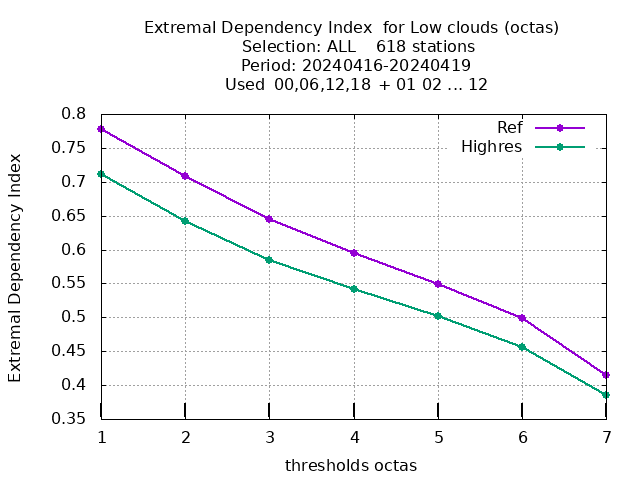 Extremal Dependency Index  for Low clouds (octas)
Selection: ALL    618 stations
Period: 20240416-20240419
Used  00,06,12,18 + 01 02 ... 12
Ref
Highres
Extremal Dependency Index
0.8
0.75
0.7
0.65
0.6
0.55
0.5
0.45
0.4
0.35
1 2 3 4 5 6 7
thresholds octas